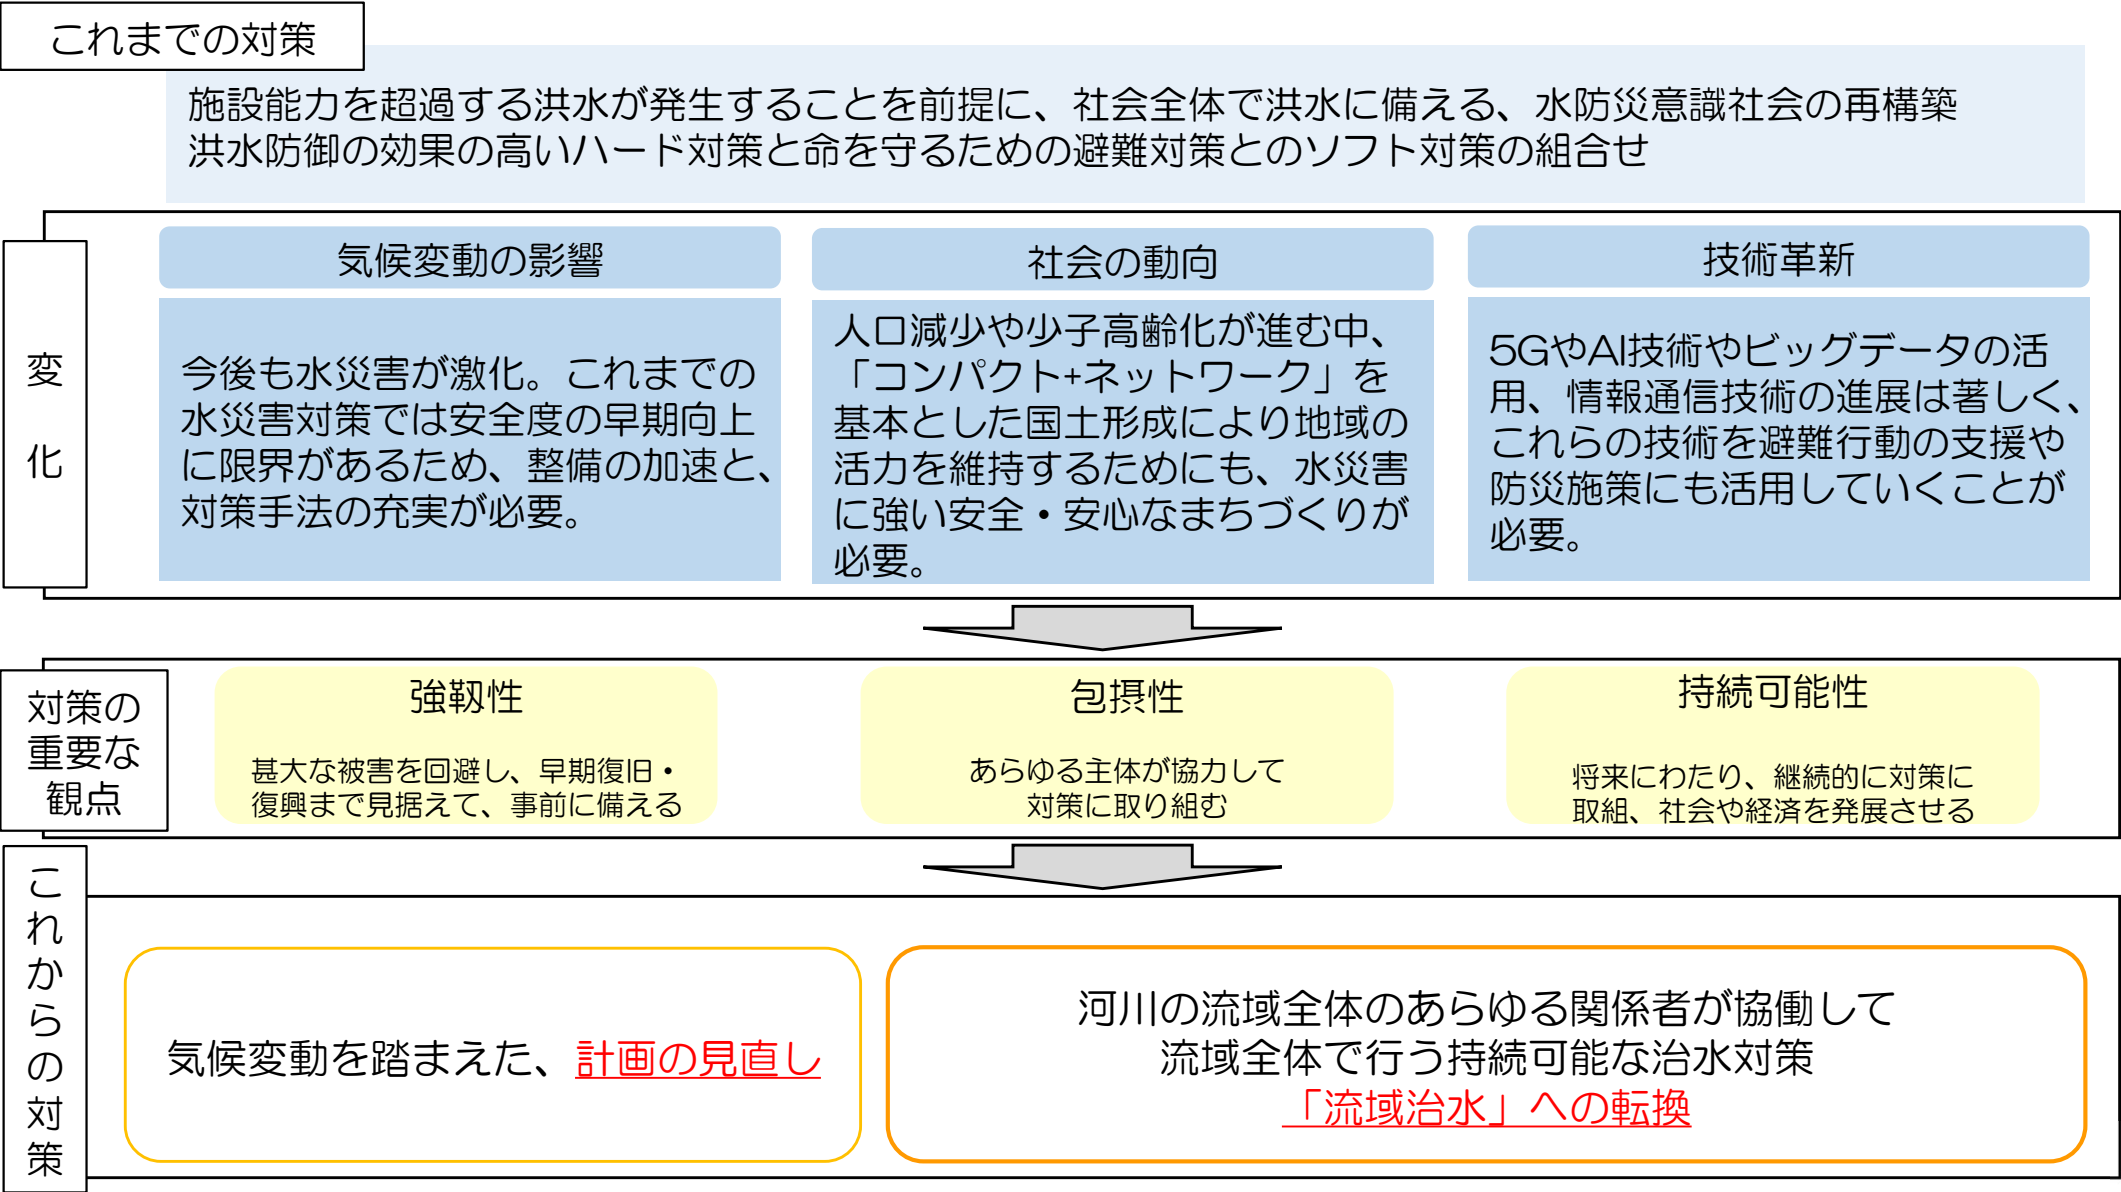 これまでの対策
施設能力を超過する洪水が発生することを前提に、社会全体で洪水に備える、水防災意識社会の再構築
洪水防御の効果の高いハード対策と命を守るための避難対策とのソフト対策の組合せ
変
化
気候変動の影響
今後も水災害が激化。これまでの
水災害対策では安全度の早期向上
に限界があるため、整備の加速と、
対策手法の充実が必要。
社会の動向
人口減少や少子高齢化が進む中、
「コンパクト+ネットワーク」を
基本とした国土形成により地域の
活力を維持するためにも、水災害
に強い安全・安心なまちづくりが
必要。
技術革新
5GやAI技術やビッグデータの活
用、情報通信技術の進展は著しく、
これらの技術を避難行動の支援や
防災施策にも活用していくことが
必要。
対策の
重要な
観点
強靱性
甚大な被害を回避し、早期復旧・
復興まで見据えて、事前に備える
包摂性
あらゆる主体が協力して
対策に取り組む
持続可能性
将来にわたり、継続的に対策に
取組、社会や経済を発展させる
こ
れ
か
ら
の
対
策
気候変動を踏まえた、計画の見直し
河川の流域全体のあらゆる関係者が協働して
流域全体で行う持続可能な治水対策
「流域治水」への転換